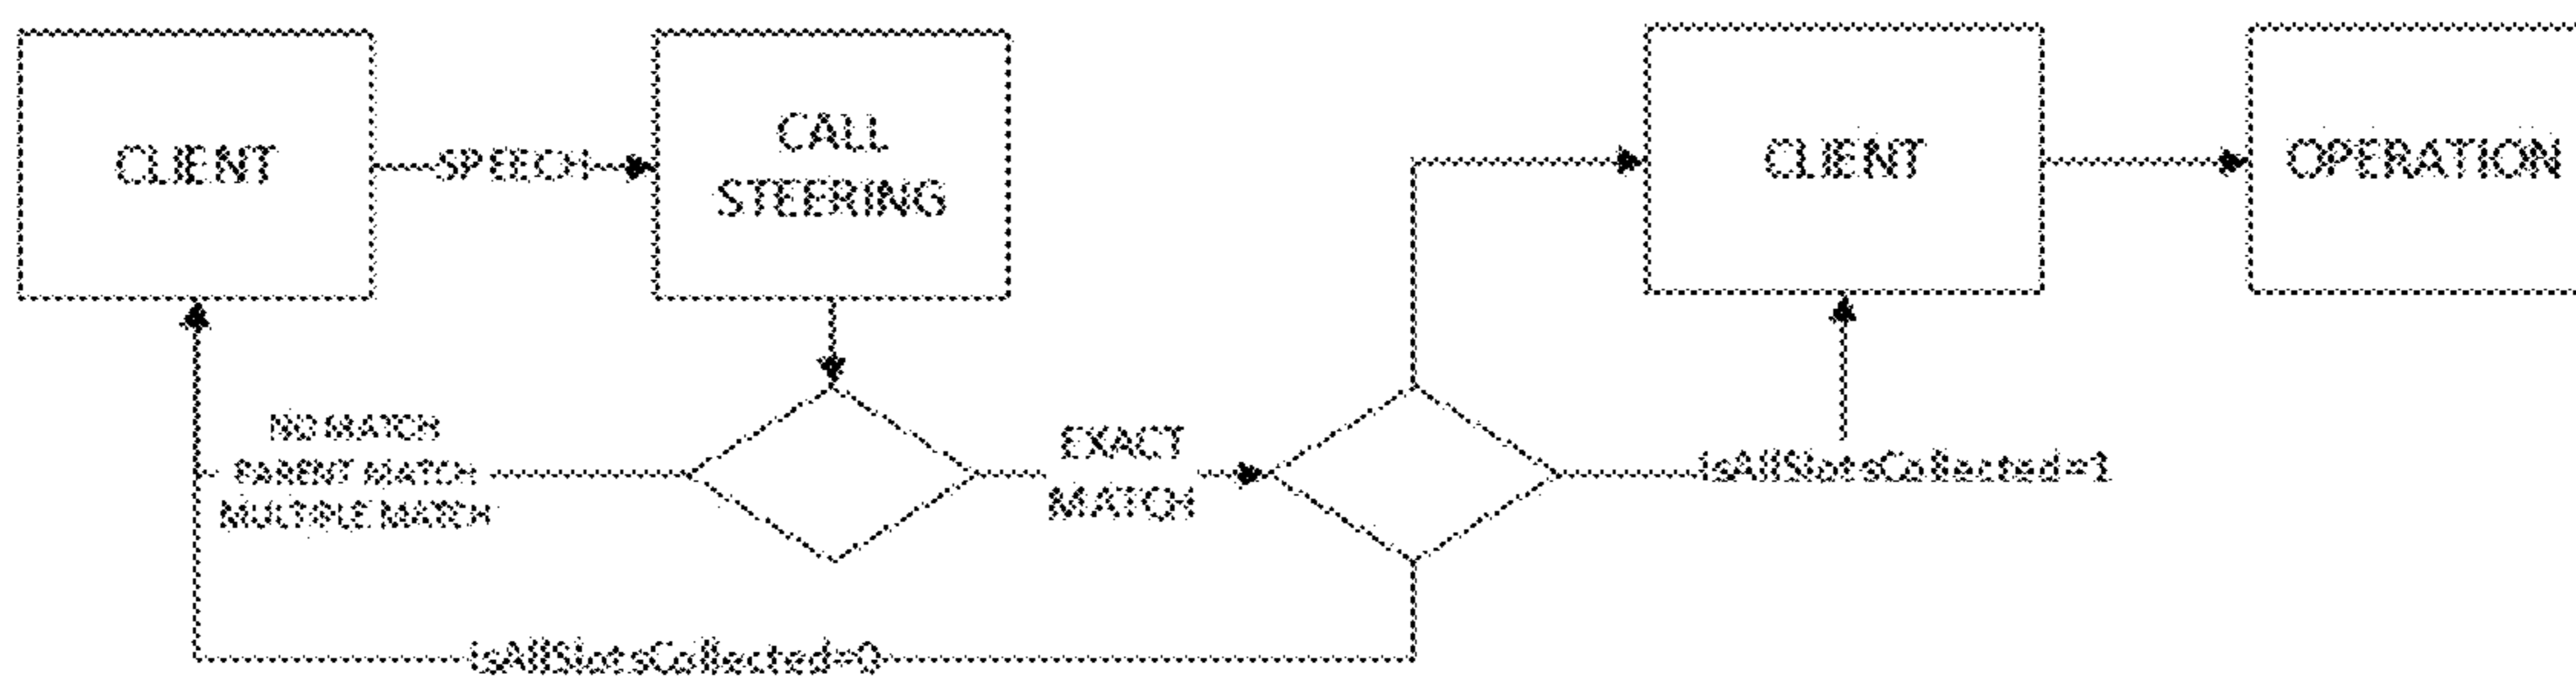 CLIENT
SPEECH
CALL
STEERING
CLIENT
OPERATION
NO MATCH
PARENT MATCH
MULTIPLE MATCH
EXACT
MATCH
isAllSlotsCollected=1
isAllSlotsCollected=0